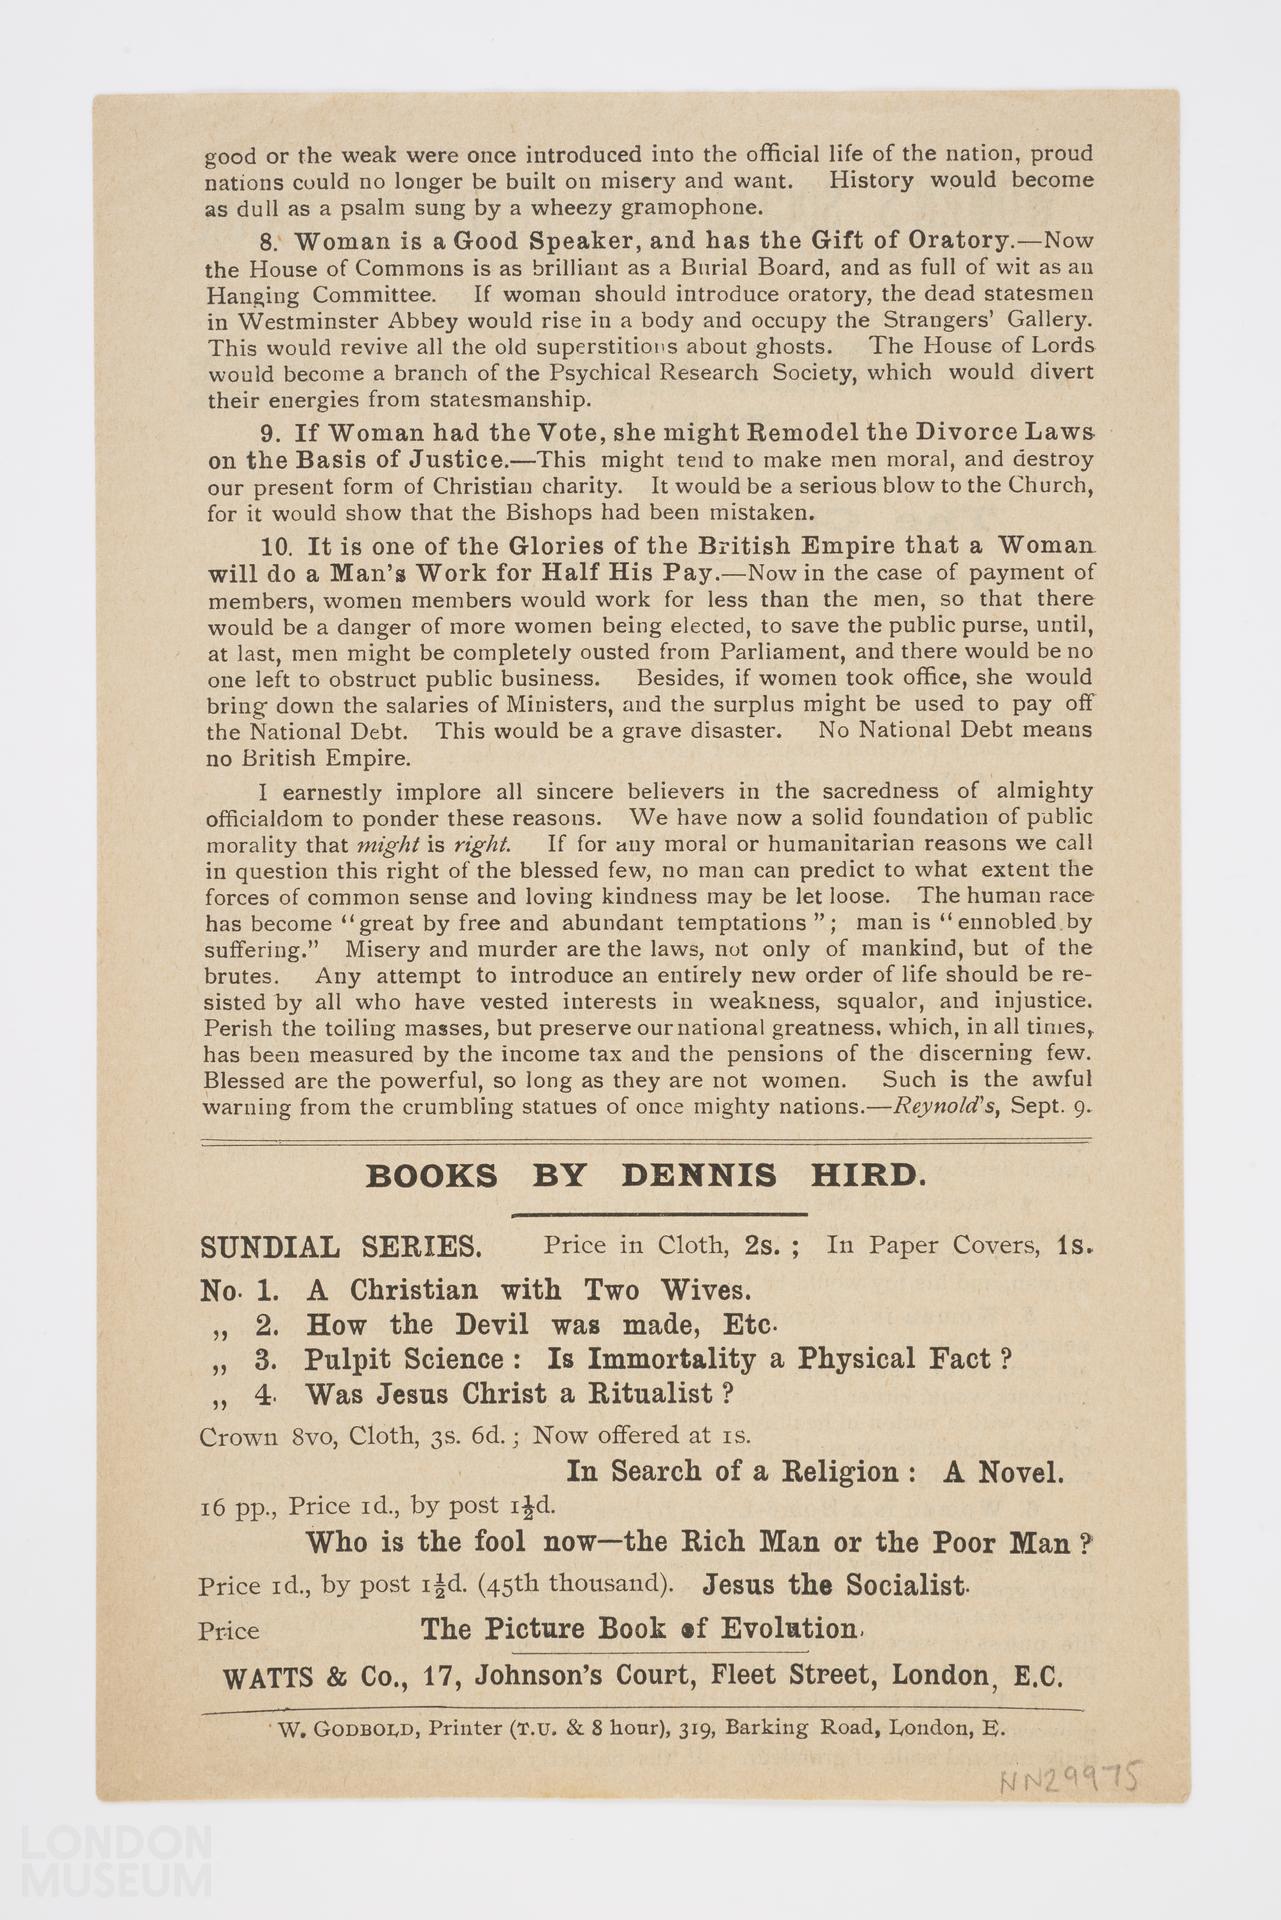 good or the weak were once introduced into the official life of the nation, proud
nations could no longer be built on misery and want. History would become
as dull as a psalm sung by a wheezy gramophone.
8. Woman is a Good Speaker, and has the Gift of Oratory.—Now
the House of Commons is as brilliant as a Burial Board, and as full of wit as an
Hanging Committee. If woman should introduce oratory, the dead statesmen
in Westminster Abbey would rise in a body and occupy the Strangers' Gallery.
This would revive all the old superstitions about ghosts. The House of Lords
would become a branch of the Psychical Research Society, which would divert
their energies from statesmanship.
9. If Woman had the Vote, she might Remodel the Divorce Laws
on the Basis of Justice.—This might tend to make men moral, and destroy
our present form of Christian charity. It would be a serious blow to the Church,
for it would show that the Bishops had been mistaken.
10. It is one of the Glories of the British Empire that a Woman
will do a Man's Work for Half His Pay.—Now in the case of payment of
members, women members would work for less than the men, so that there
would be a danger of more women being elected, to save the public purse, until,
at last, men might be completely ousted from Parliament, and there would be no
one left to obstruct public business. Besides, if women took office, she would
bring down the salaries of Ministers, and the surplus might be used to pay off
the National Debt. This would be a grave disaster. No National Debt means
no British Empire.
I earnestly implore all sincere believers in the sacredness of almighty
officialdom to ponder these reasons. We have now a solid foundation of public
morality that might is right. If for any moral or humanitarian reasons we call
in question this right of the blessed few, no man can predict to what extent the
forces of common sense and loving kindness may be let loose. The human race
has become "great by free and abundant temptations"; man is "ennobled by
suffering." Misery and murder are the laws, not only of mankind, but of the
brutes. Any attempt to introduce an entirely new order of life should be re-
sisted by all who have vested interests in weakness, squalor, and injustice.
Perish the toiling masses, but preserve our national greatness, which, in all times,
has been measured by the income tax and the pensions of the discerning few.
Blessed are the powerful, so long as they are not women. Such is the awful
warning from the crumbling statues of once mighty nations.—Reynold's, Sept. 9.
BOOKS BY DENNIS HIRD.
SUNDIAL SERIES. Price in Cloth, 2s.; In Paper Covers, 1s.
No. 1. A Christian with Two Wives.
„ 2. How the Devil was made, Etc.
„ 3. Pulpit Science: Is Immortality a Physical Fact?
„ 4. Was Jesus Christ a Ritualist?
Crown 8vo, Cloth, 3s. 6d.; Now offered at 1s.
In Search of a Religion: A Novel.
16 pp., Price 1d., by post 1½d.
Who is the fool now—the Rich Man or the Poor Man?
Price 1d., by post 1½d. (45th thousand). Jesus the Socialist.
Price The Picture Book of Evolution.
WATTS & Co., 17, Johnson's Court, Fleet Street, London, E.C.
W. GODBOLD, Printer (T.U. & 8 hour), 319, Barking Road, London, E.
NN29975
LONDON
MUSEUM